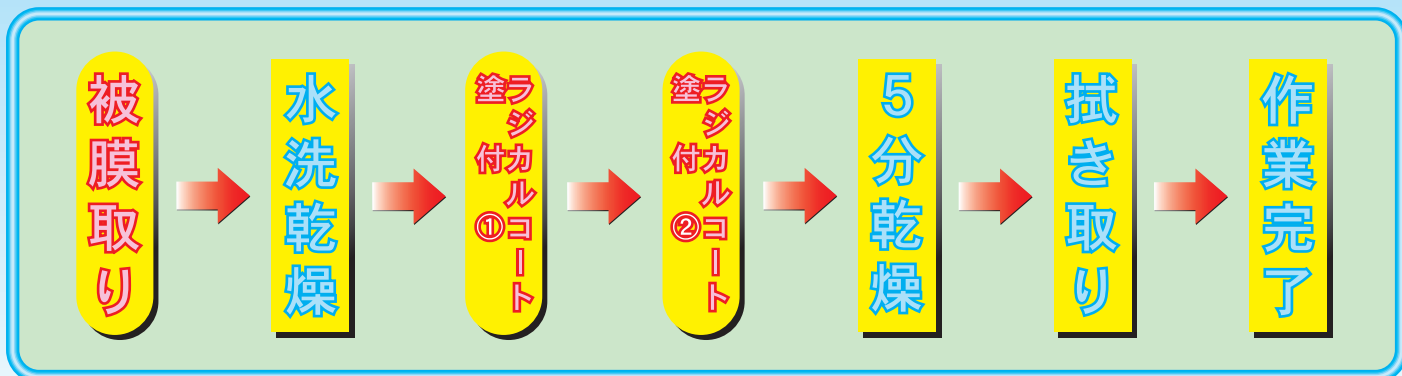 被膜取り
水洗乾燥
ラジカルコート
塗付①
ラジカルコート
塗付②
5分乾燥
拭き取り
作業完了